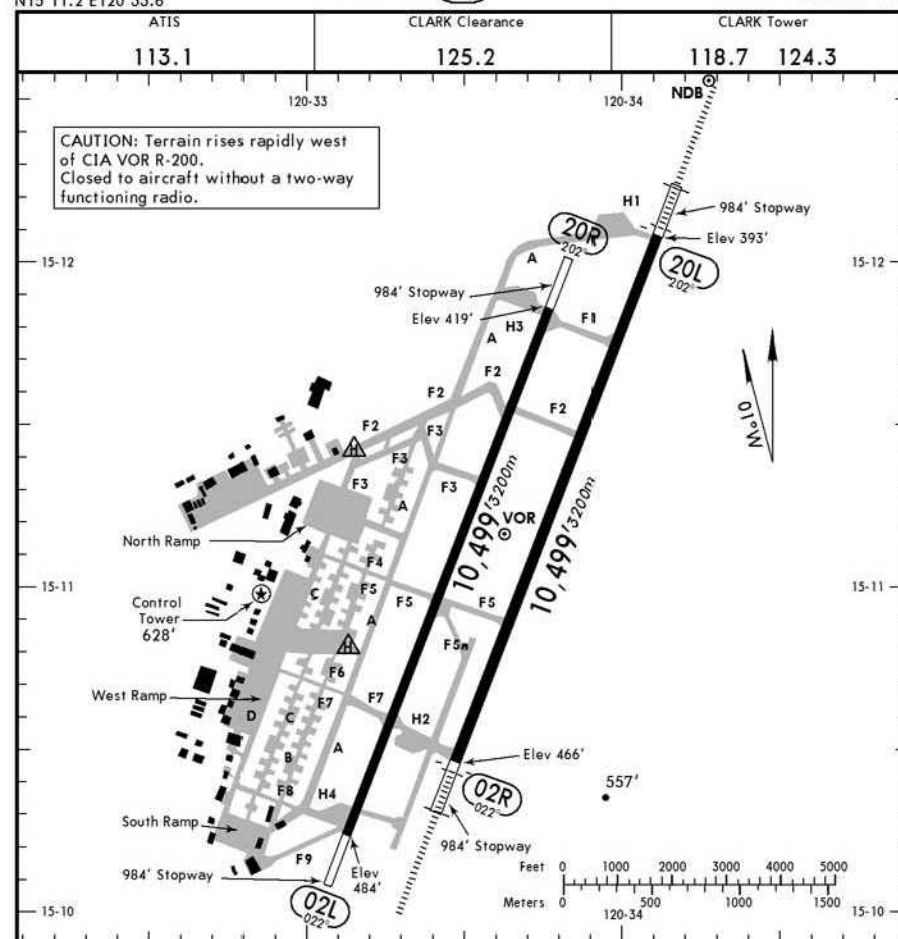 N15 11.2 E120 33.6
ATIS
113.1
CLARK Clearance
125.2
CLARK Tower
118.7 124.3
120-33
120-34
NDB
CAUTION: Terrain rises rapidly west
of CIA VOR R-200.
Closed to aircraft without a two-way
functioning radio.
H1
984' Stopway
Elev 393'
20R
202°
20L
202°
15-12
15-12
A
984' Stopway
Elev 419'
H3
F1
A
F2
F2
F2
F2
01°W
F3
F3
F3
F3
H
A
10,499' 3200m
VOR
10,499' 3200m
North Ramp
15-11
15-11
F4
F5
F5
F5
C
A
Control
Tower
628'
H
F5n
F6
F7
F7
West Ramp
D
C
H2
A
B
Elev 466'
02R
022°
557'
F8
H4
South Ramp
984' Stopway
F9
Elev
484'
984' Stopway
02L
022°
Feet 0 1000 2000 3000 4000 5000
Meters 0 500 1000 1500
120-34
15-10
15-10